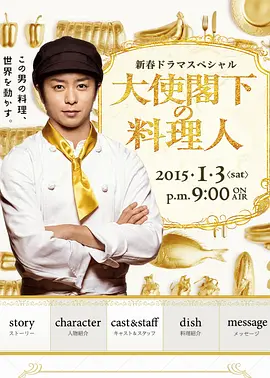 この男の料理、
世界を動かす。
新春ドラマスペシャル
大使閣下
の
料理人
2015・1・3〈sat〉
p.m.9:00 ON AIR
story
ストーリー
character
人物紹介
cast&staff
キャスト&スタッフ
dish
料理紹介
message
メッセージ